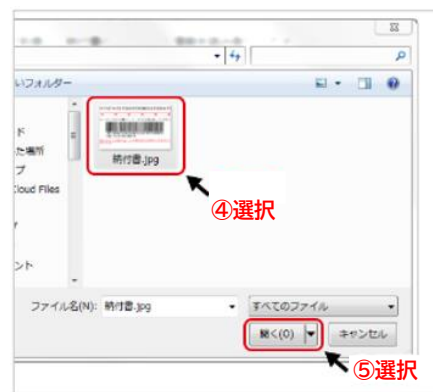 いフォルダー
ド
た場所
プ
Cloud Files
ント
納付書.jpg
④選択
ファイル名(N): 納付書.jpg
すべてのファイル
開く(O)
キャンセル
⑤選択